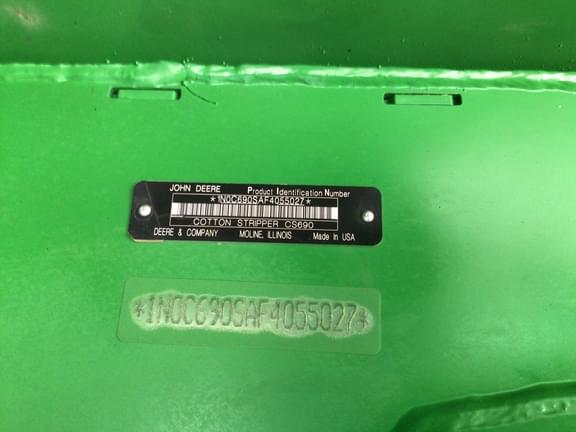 JOHN DEERE Product Identification Number
*1N0C690SAF4055027*
COTTON STRIPPER CS690
DEERE & COMPANY MOLINE, ILLINOIS Made In USA
*1N0C690SAF4055027*